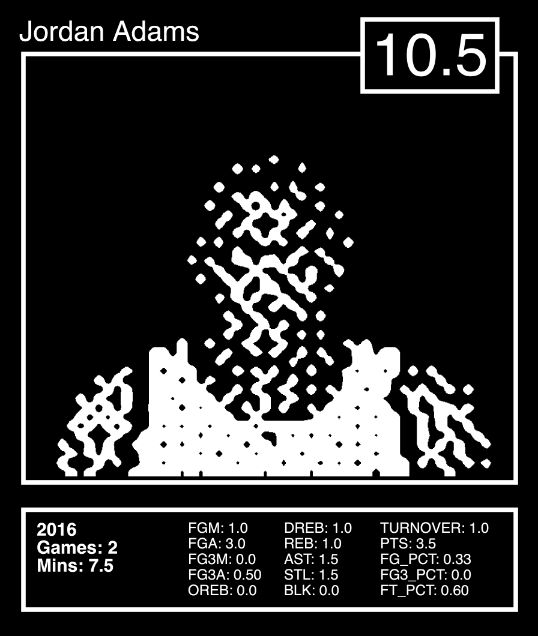 Jordan Adams
10.5
2016
Games: 2
Mins: 7.5
FGM: 1.0
FGA: 3.0
FG3M: 0.0
FG3A: 0.50
OREB: 0.0
DREB: 1.0
REB: 1.0
AST: 1.5
STL: 1.5
BLK: 0.0
TURNOVER: 1.0
PTS: 3.5
FG_PCT: 0.33
FG3_PCT: 0.0
FT_PCT: 0.60